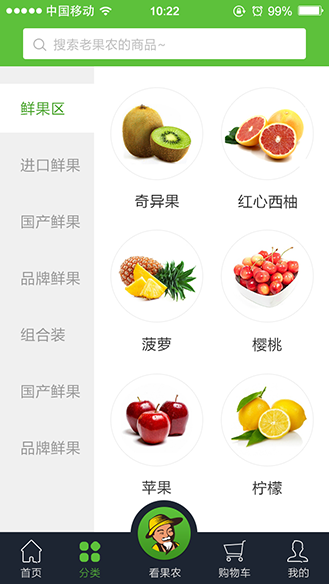 中国移动 10:22 99%
搜索老果农的商品~
鲜果区
进口鲜果
国产鲜果
品牌鲜果
组合装
国产鲜果
品牌鲜果
奇异果 红心西柚
菠萝 樱桃
苹果 柠檬
首页 分类 看果农 购物车 我的